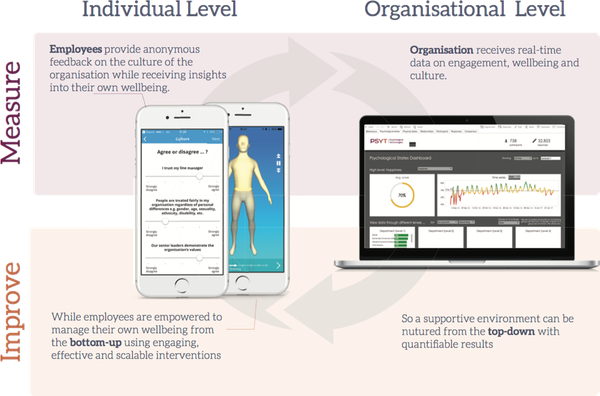 Individual Level
Organisational Level
Measure
Employees provide anonymous
feedback on the culture of the
organisation while receiving insights
into their own wellbeing.
Organisation receives real-time
data on engagement, wellbeing and
culture.
Culture
Agree or disagree ... ?
I trust my line manager
Strongly disagree
Strongly agree
People are treated fairly in my
organisation regardless of personal
differences e.g. gender, age, sexuality,
ethnicity, disability, etc.
Strongly disagree
Strongly agree
Our senior leaders demonstrate the
organisation's values
Strongly disagree
Strongly agree
PSYT
738
33,933
Psychological States Dashboard
70%
Improve
While employees are empowered to
manage their own wellbeing from
the bottom-up using engaging,
effective and scalable interventions
So a supportive environment can be
nutured from the top-down with
quantifiable results